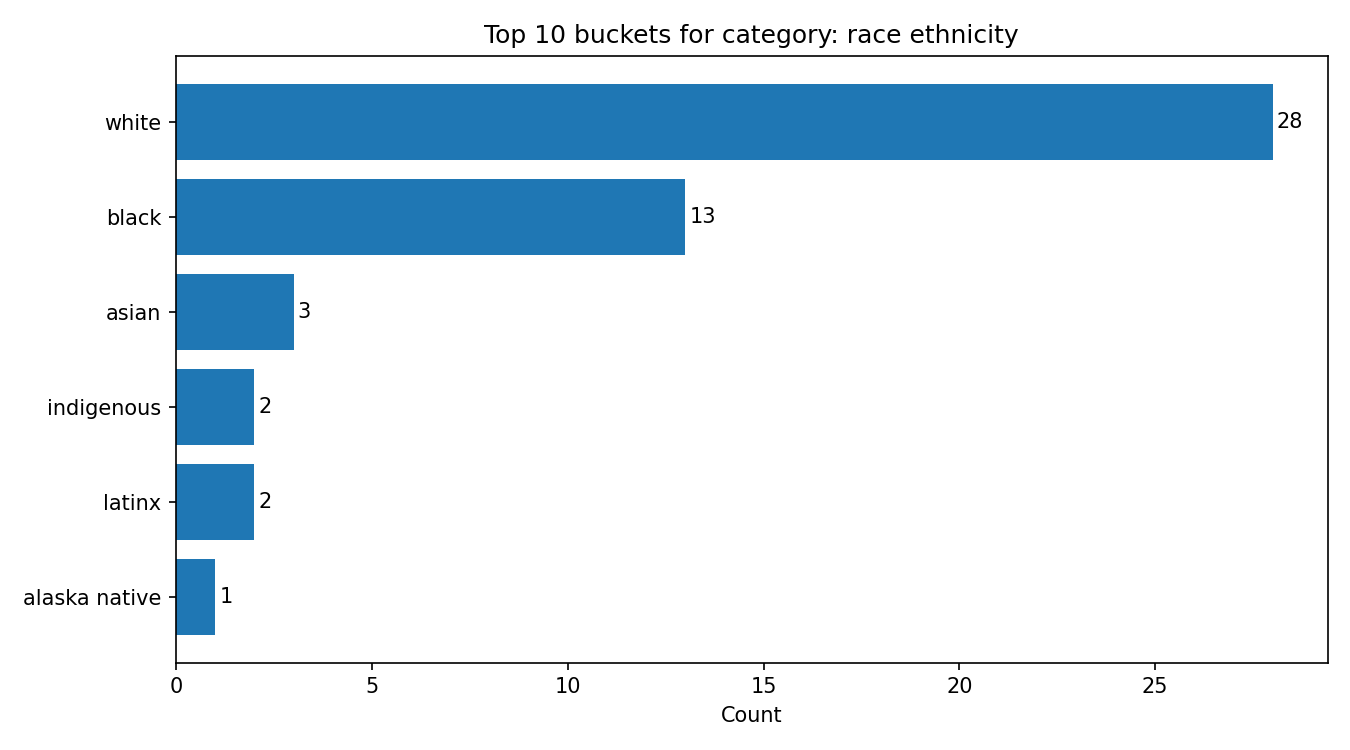 Top 10 buckets for category: race ethnicity
white
28
black
13
asian
3
indigenous
2
latinx
2
alaska native
1
0 5 10 15 20 25
Count